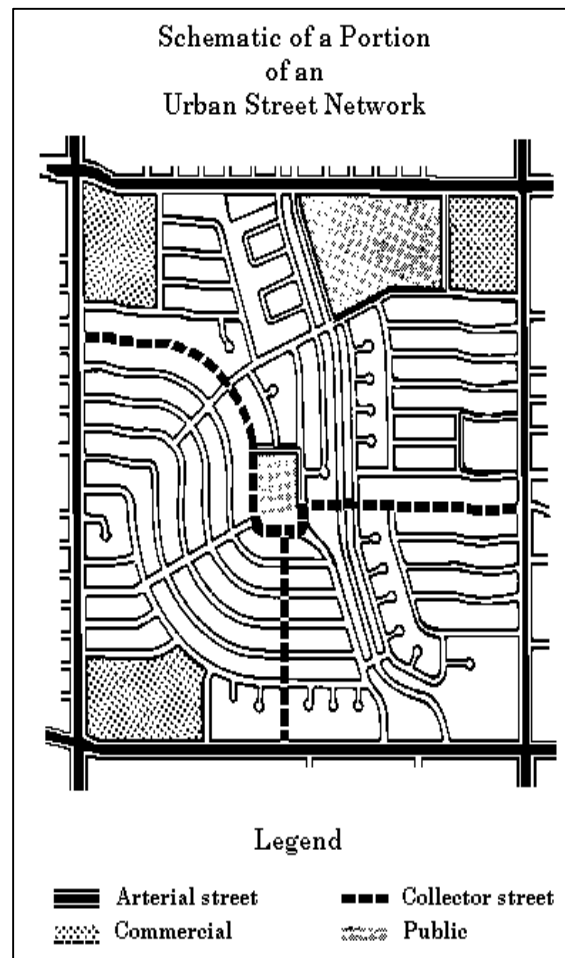 Schematic of a Portion
of an
Urban Street Network
Legend
Arterial street
Collector street
Commercial
Public